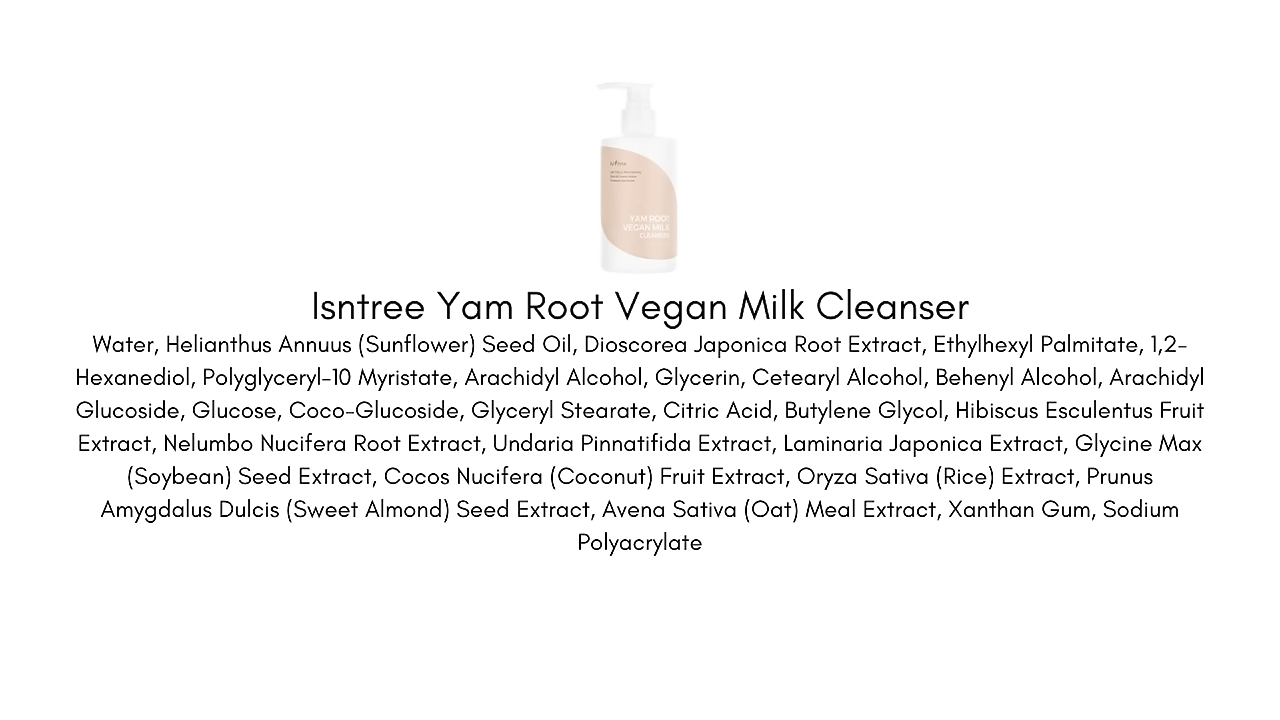 YAM ROOT
VEGAN MILK
CLEANSER
Isntree Yam Root Vegan Milk Cleanser
Water, Helianthus Annuus (Sunflower) Seed Oil, Dioscorea Japonica Root Extract, Ethylhexyl Palmitate, 1,2-
Hexanediol, Polyglyceryl-10 Myristate, Arachidyl Alcohol, Glycerin, Cetearyl Alcohol, Behenyl Alcohol, Arachidyl
Glucoside, Glucose, Coco-Glucoside, Glyceryl Stearate, Citric Acid, Butylene Glycol, Hibiscus Esculentus Fruit
Extract, Nelumbo Nucifera Root Extract, Undaria Pinnatifida Extract, Laminaria Japonica Extract, Glycine Max
(Soybean) Seed Extract, Cocos Nucifera (Coconut) Fruit Extract, Oryza Sativa (Rice) Extract, Prunus
Amygdalus Dulcis (Sweet Almond) Seed Extract, Avena Sativa (Oat) Meal Extract, Xanthan Gum, Sodium
Polyacrylate